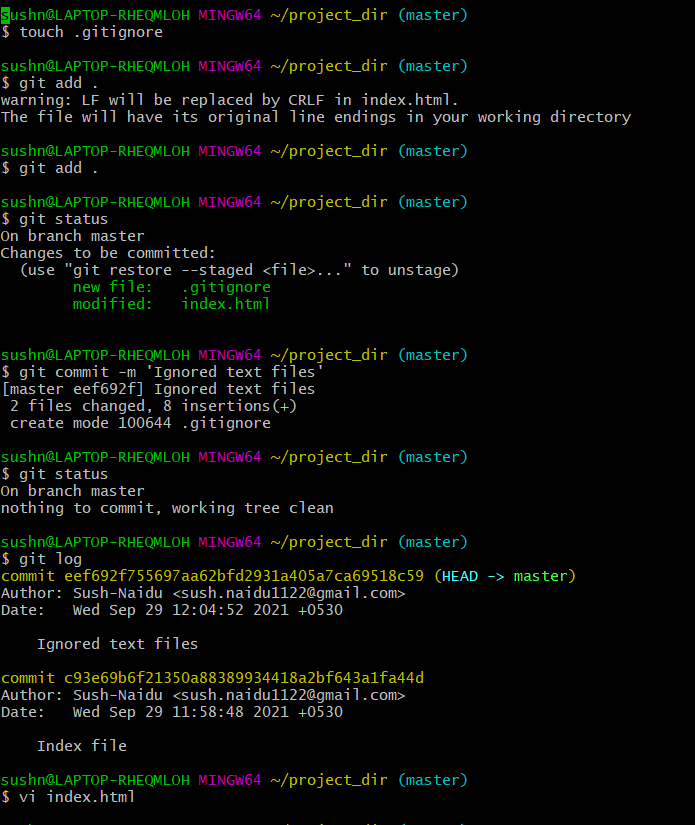 sushn@LAPTOP-RHEQMLOH MINGW64 ~/project_dir (master)
$ touch .gitignore
sushn@LAPTOP-RHEQMLOH MINGW64 ~/project_dir (master)
$ git add .
warning: LF will be replaced by CRLF in index.html.
The file will have its original line endings in your working directory
sushn@LAPTOP-RHEQMLOH MINGW64 ~/project_dir (master)
$ git add .
sushn@LAPTOP-RHEQMLOH MINGW64 ~/project_dir (master)
$ git status
On branch master
Changes to be committed:
  (use "git restore --staged <file>..." to unstage)
        new file:   .gitignore
        modified:   index.html
sushn@LAPTOP-RHEQMLOH MINGW64 ~/project_dir (master)
$ git commit -m 'Ignored text files'
[master eef692f] Ignored text files
 2 files changed, 8 insertions(+)
 create mode 100644 .gitignore
sushn@LAPTOP-RHEQMLOH MINGW64 ~/project_dir (master)
$ git status
On branch master
nothing to commit, working tree clean
sushn@LAPTOP-RHEQMLOH MINGW64 ~/project_dir (master)
$ git log
commit eef692f755697aa62bfd2931a405a7ca69518c59 (HEAD -> master)
Author: Sush-Naidu <sush.naidu1122@gmail.com>
Date:   Wed Sep 29 12:04:52 2021 +0530
    Ignored text files
commit c93e69b6f21350a88389934418a2bf643a1fa44d
Author: Sush-Naidu <sush.naidu1122@gmail.com>
Date:   Wed Sep 29 11:58:48 2021 +0530
    Index file
sushn@LAPTOP-RHEQMLOH MINGW64 ~/project_dir (master)
$ vi index.html